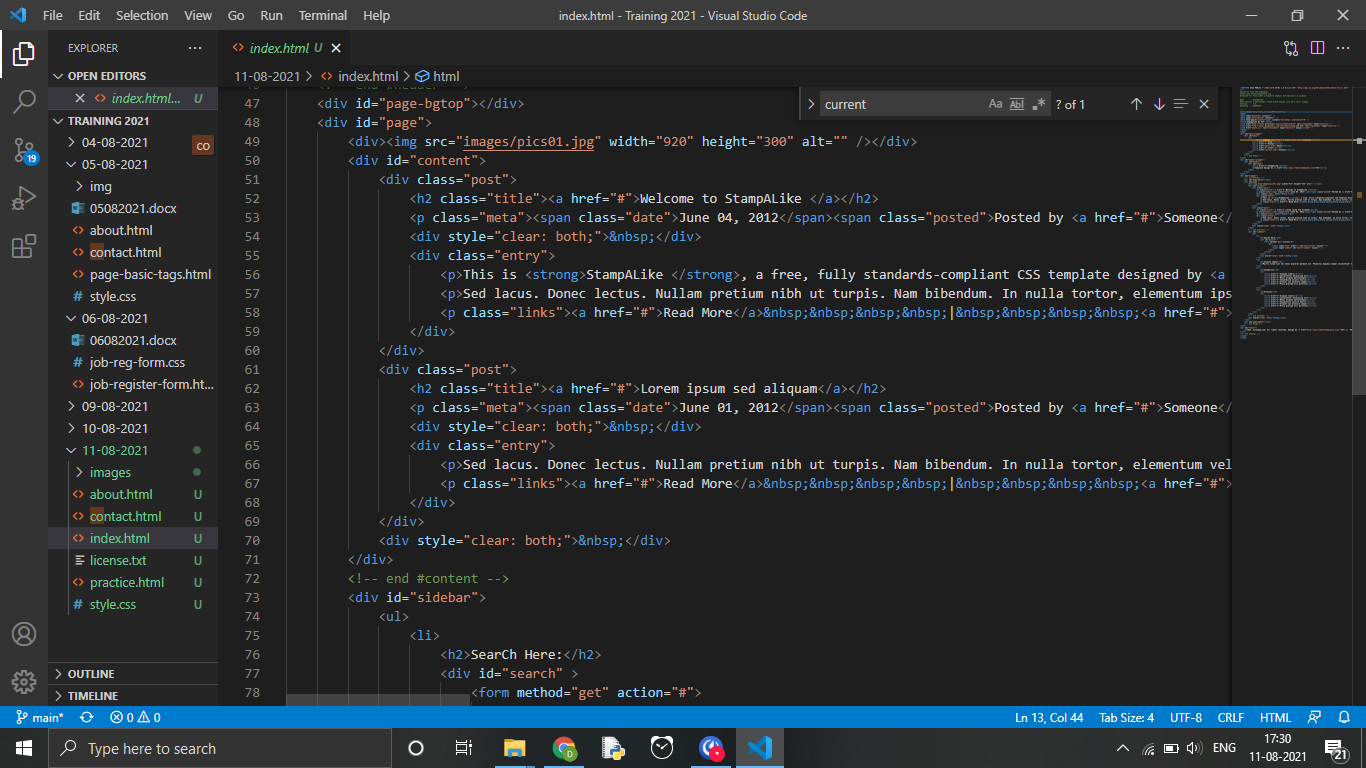 File Edit Selection View Go Run Terminal Help
index.html - Training 2021 - Visual Studio Code
EXPLORER
OPEN EDITORS
index.html... U
TRAINING 2021
04-08-2021
co
05-08-2021
img
05082021.docx
about.html
contact.html
page-basic-tags.html
style.css
06-08-2021
06082021.docx
job-reg-form.css
job-register-form.ht...
09-08-2021
10-08-2021
11-08-2021
images
about.html U
contact.html U
index.html U
license.txt U
practice.html U
style.css U
OUTLINE
TIMELINE
19
index.html U
11-08-2021 > index.html > html
current Aa Abl .* ? of 1
47 <div id="page-bgtop"></div>
48 <div id="page">
49 <div><img src="images/pics01.jpg" width="920" height="300" alt="" /></div>
50 <div id="content">
51 <div class="post">
52 <h2 class="title"><a href="#">Welcome to StampALike </a></h2>
53 <p class="meta"><span class="date">June 04, 2012</span><span class="posted">Posted by <a href="#">Someone</
54 <div style="clear: both;">&nbsp;</div>
55 <div class="entry">
56 <p>This is <strong>StampALike </strong>, a free, fully standards-compliant CSS template designed by <a
57 <p>Sed lacus. Donec lectus. Nullam pretium nibh ut turpis. Nam bibendum. In nulla tortor, elementum ips
58 <p class="links"><a href="#">Read More</a>&nbsp;&nbsp;&nbsp;&nbsp;|&nbsp;&nbsp;&nbsp;&nbsp;<a href="#">
59 </div>
60 </div>
61 <div class="post">
62 <h2 class="title"><a href="#">Lorem ipsum sed aliquam</a></h2>
63 <p class="meta"><span class="date">June 01, 2012</span><span class="posted">Posted by <a href="#">Someone</
64 <div style="clear: both;">&nbsp;</div>
65 <div class="entry">
66 <p>Sed lacus. Donec lectus. Nullam pretium nibh ut turpis. Nam bibendum. In nulla tortor, elementum vel
67 <p class="links"><a href="#">Read More</a>&nbsp;&nbsp;&nbsp;&nbsp;|&nbsp;&nbsp;&nbsp;&nbsp;<a href="#">
68 </div>
69 </div>
70 <div style="clear: both;">&nbsp;</div>
71 </div>
72 <!-- end #content -->
73 <div id="sidebar">
74 <ul>
75 <li>
76 <h2>SearCh Here:</h2>
77 <div id="search" >
78 <form method="get" action="#">
main* 0 0 Ln 13, Col 44 Tab Size: 4 UTF-8 CRLF HTML
Type here to search
D
ENG
17:30
11-08-2021
21